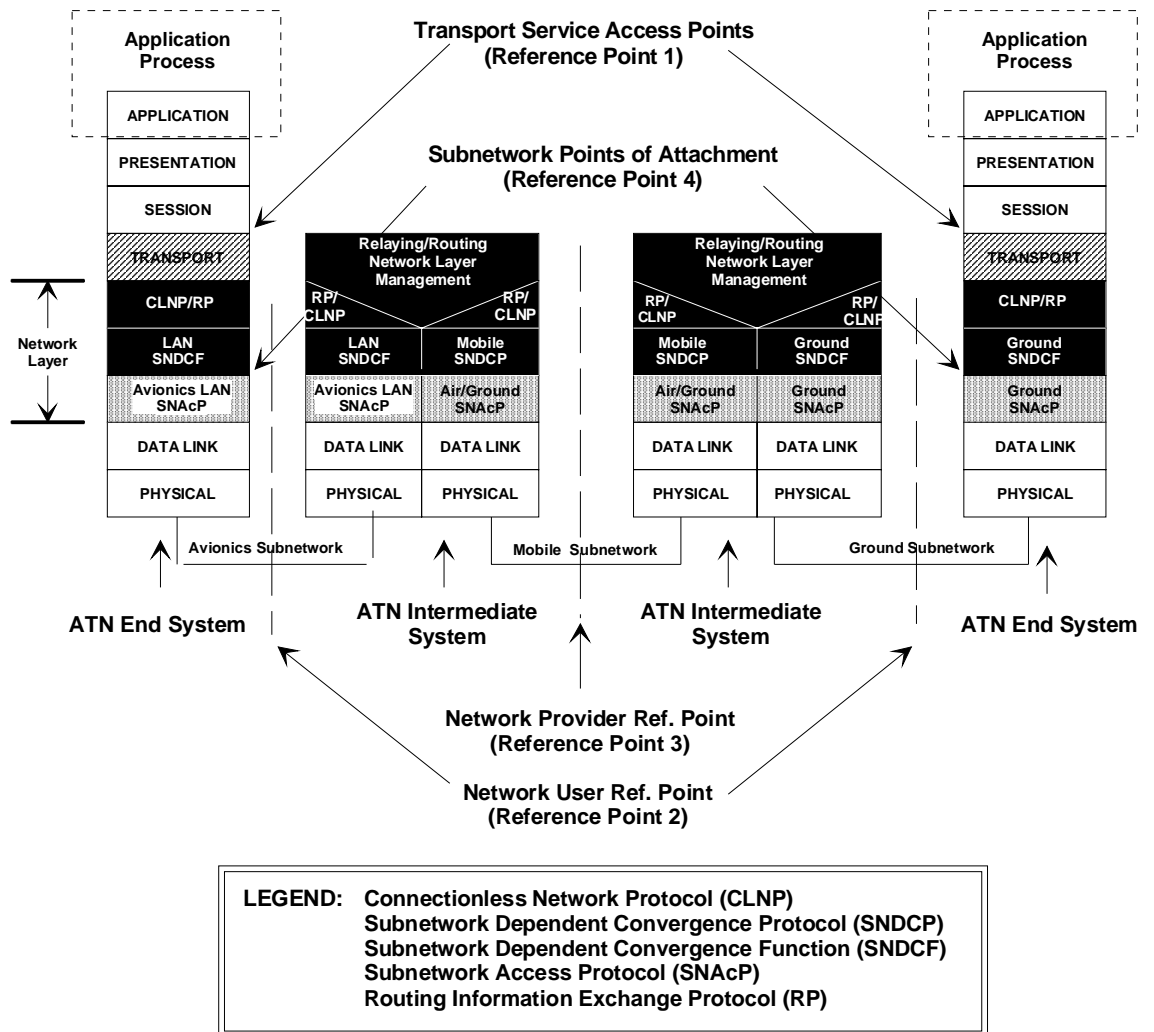 Application
Process
Transport Service Access Points
(Reference Point 1)
Application
Process
APPLICATION
APPLICATION
PRESENTATION
Subnetwork Points of Attachment
(Reference Point 4)
PRESENTATION
SESSION
SESSION
TRANSPORT
Relaying/Routing
Network Layer
Management
Relaying/Routing
Network Layer
Management
TRANSPORT
Network
Layer
CLNP/RP
RP/
CLNP
RP/
CLNP
RP/
CLNP
RP/
CLNP
CLNP/RP
LAN
SNDCF
LAN
SNDCF
Mobile
SNDCP
Mobile
SNDCP
Ground
SNDCF
Ground
SNDCF
Avionics LAN
SNAcP
Avionics LAN
SNAcP
Air/Ground
SNAcP
Air/Ground
SNAcP
Ground
SNAcP
Ground
SNAcP
DATA LINK
DATA LINK
DATA LINK
DATA LINK
DATA LINK
DATA LINK
PHYSICAL
PHYSICAL
PHYSICAL
PHYSICAL
PHYSICAL
PHYSICAL
Avionics Subnetwork
Mobile Subnetwork
Ground Subnetwork
ATN End System
ATN Intermediate
System
ATN Intermediate
System
ATN End System
Network Provider Ref. Point
(Reference Point 3)
Network User Ref. Point
(Reference Point 2)
LEGEND: Connectionless Network Protocol (CLNP)
Subnetwork Dependent Convergence Protocol (SNDCP)
Subnetwork Dependent Convergence Function (SNDCF)
Subnetwork Access Protocol (SNAcP)
Routing Information Exchange Protocol (RP)